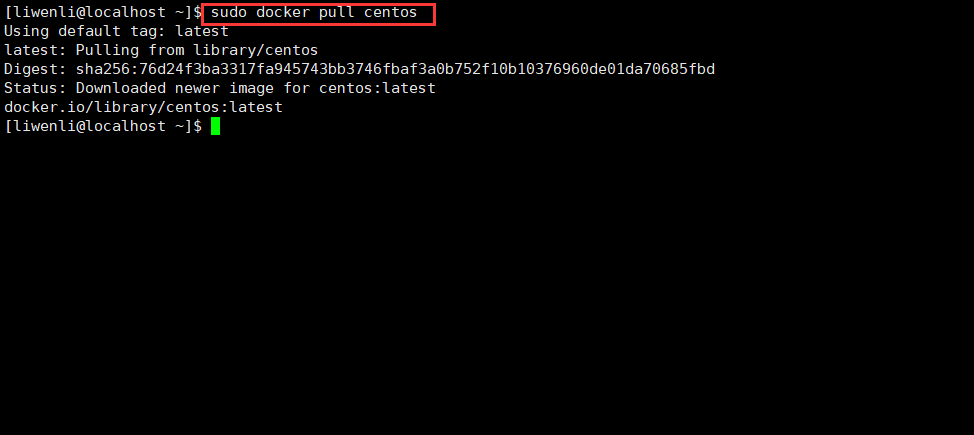 [liwenli@localhost ~]$ sudo docker pull centos
Using default tag: latest
latest: Pulling from library/centos
Digest: sha256:76d24f3ba3317fa945743bb3746fbaf3a0b752f10b10376960de01da70685fbd
Status: Downloaded newer image for centos:latest
docker.io/library/centos:latest
[liwenli@localhost ~]$